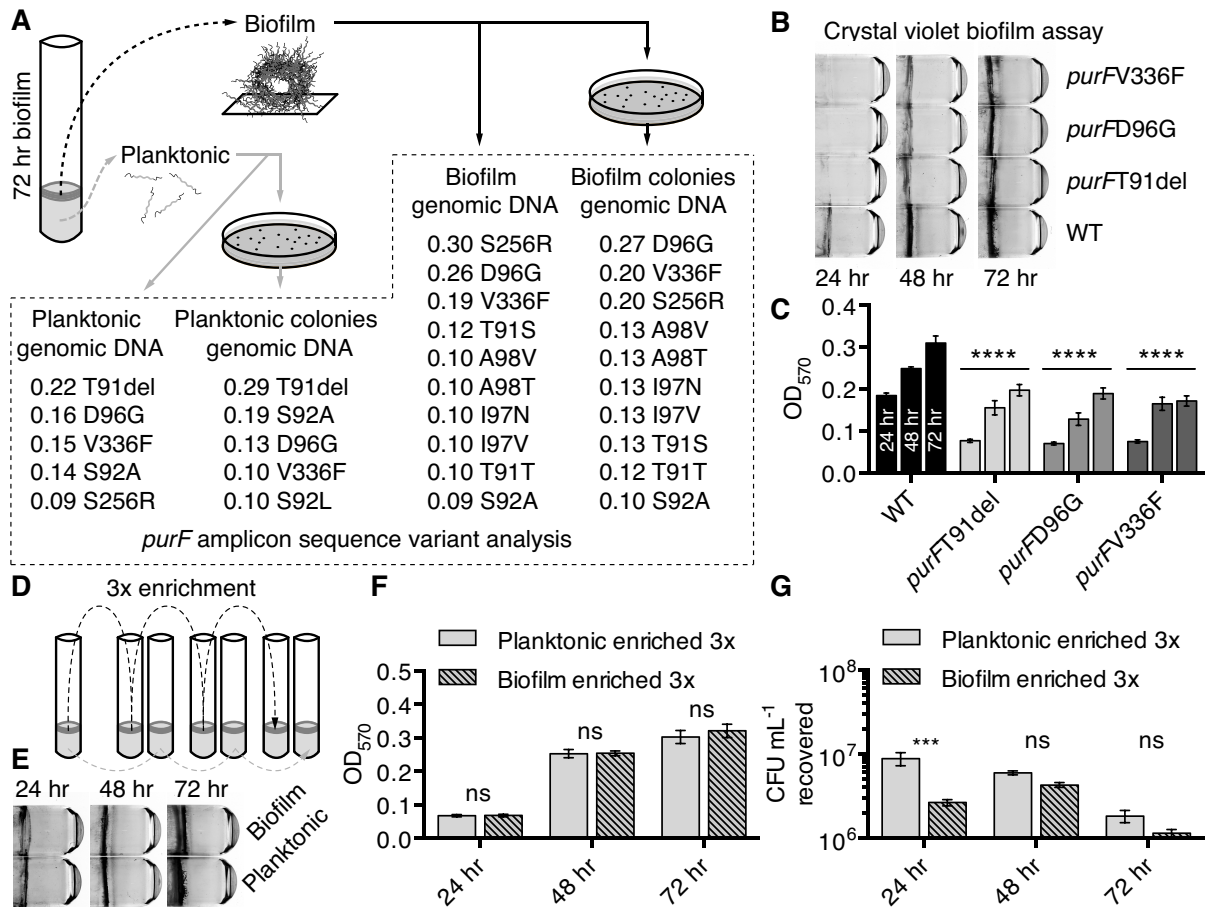 A
72 hr biofilm
Biofilm
Planktonic
Planktonic
genomic DNA
0.22 T91del
0.16 D96G
0.15 V336F
0.14 S92A
0.09 S256R
Planktonic colonies
genomic DNA
0.29 T91del
0.19 S92A
0.13 D96G
0.10 V336F
0.10 S92L
Biofilm
genomic DNA
0.30 S256R
0.26 D96G
0.19 V336F
0.12 T91S
0.10 A98V
0.10 A98T
0.10 I97N
0.10 I97V
0.10 T91T
0.09 S92A
Biofilm colonies
genomic DNA
0.27 D96G
0.20 V336F
0.20 S256R
0.13 A98V
0.13 A98T
0.13 I97N
0.13 I97V
0.13 T91S
0.12 T91T
0.10 S92A
purF amplicon sequence variant analysis
B
Crystal violet biofilm assay
purFV336F
purFD96G
purFT91del
WT
24 hr 48 hr 72 hr
C
OD570
0.4
0.3
0.2
0.1
0.0
24 hr
48 hr
72 hr
**** **** ****
WT
purFT91del
purFD96G
purFV336F
D
3x enrichment
E
24 hr 48 hr 72 hr
Biofilm
Planktonic
F
Planktonic enriched 3x
Biofilm enriched 3x
OD570
0.5
0.4
0.3
0.2
0.1
0.0
ns ns ns
24 hr 48 hr 72 hr
G
Planktonic enriched 3x
Biofilm enriched 3x
CFU mL⁻¹
recovered
10⁸
10⁷
10⁶
*** ns ns
24 hr 48 hr 72 hr